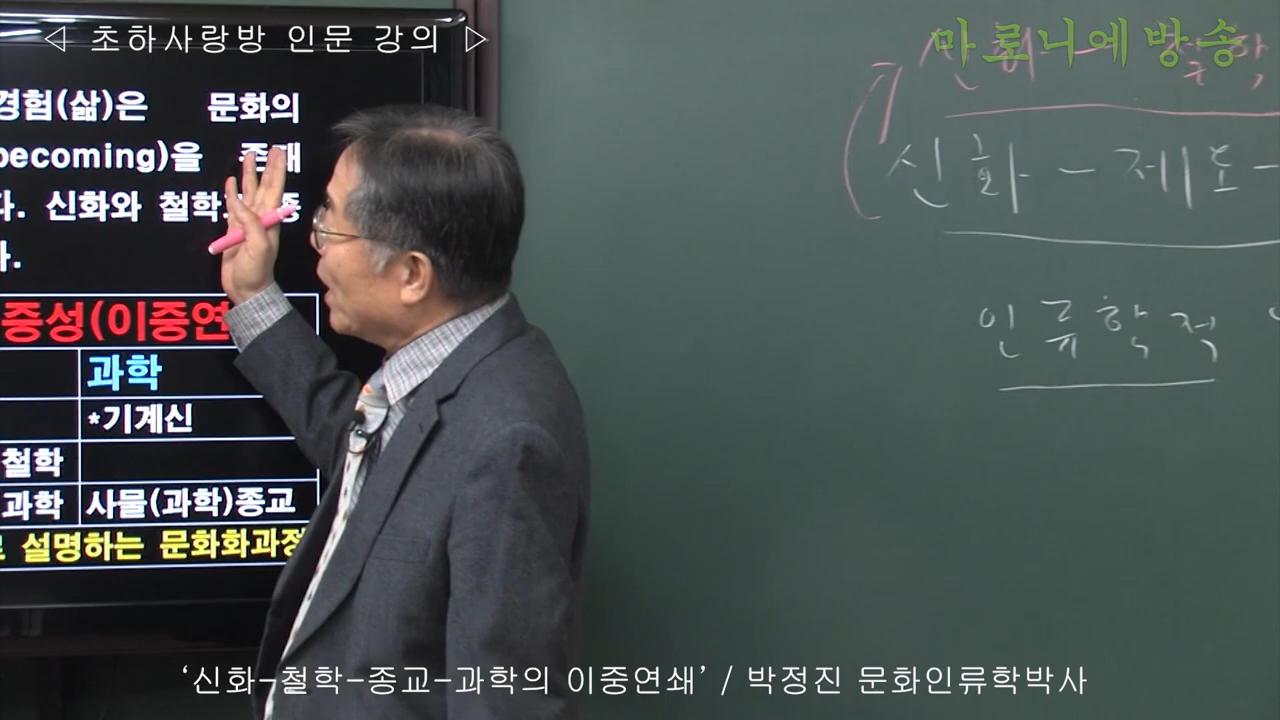 ◁ 초하사랑방 인문 강의 ▷
마로니에방송
경험(삶)은 문화의
becoming)을 존재
다. 신화와 철학
다.
중성(이중연
과학
*기계신
철학
과학 사물(과학)종교
로 설명하는 문화화과정
신화 - 제도 -
인류학적
‘신화-철학-종교-과학의 이중연쇄’ / 박정진 문화인류학박사